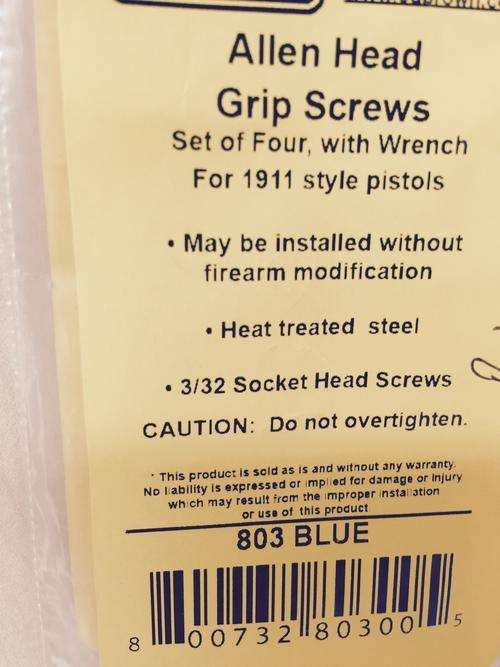 Allen Head
Grip Screws
Set of Four, with Wrench
For 1911 style pistols
• May be installed without
firearm modification
• Heat treated steel
• 3/32 Socket Head Screws
CAUTION: Do not overtighten.
· This product is sold as is and without any warranty.
No liability is expressed or implied for damage or injury
which may result from the improper installation
or use of this product
803 BLUE
8 00732 80300 5